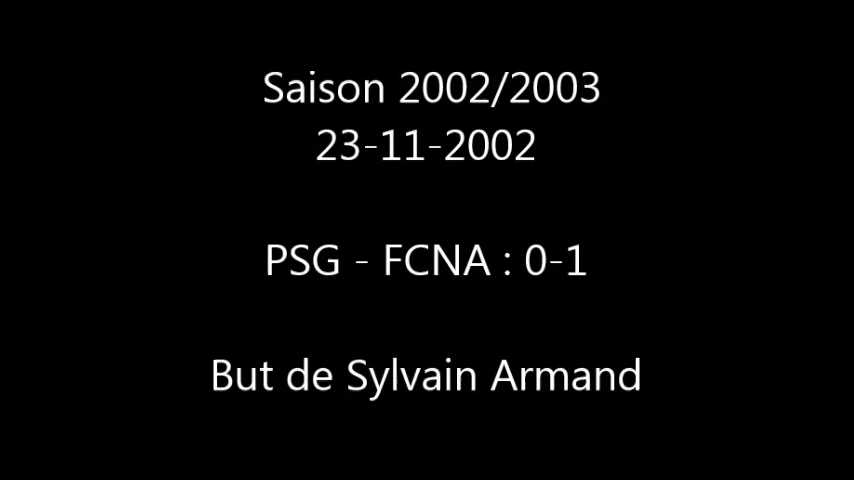 Saison 2002/2003
23-11-2002
PSG - FCNA : 0-1
But de Sylvain Armand